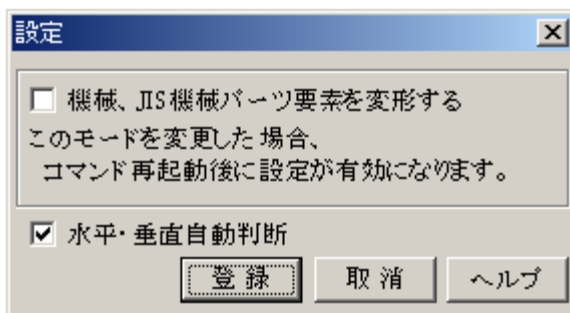 設定
機械、JIS機械パーツ要素を変形する
このモードを変更した場合、
コマンド再起動後に設定が有効になります。
水平・垂直自動判断
登録 取消 ヘルプ